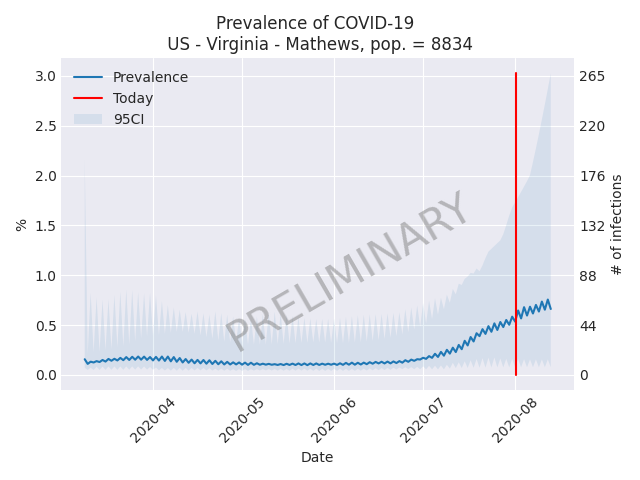 Prevalence of COVID-19
US - Virginia - Mathews, pop. = 8834
Prevalence
Today
95CI
PRELIMINARY
3.0
2.5
2.0
1.5
1.0
0.5
0.0
%
265
220
176
132
88
44
0
# of infections
2020-04
2020-05
2020-06
2020-07
2020-08
Date